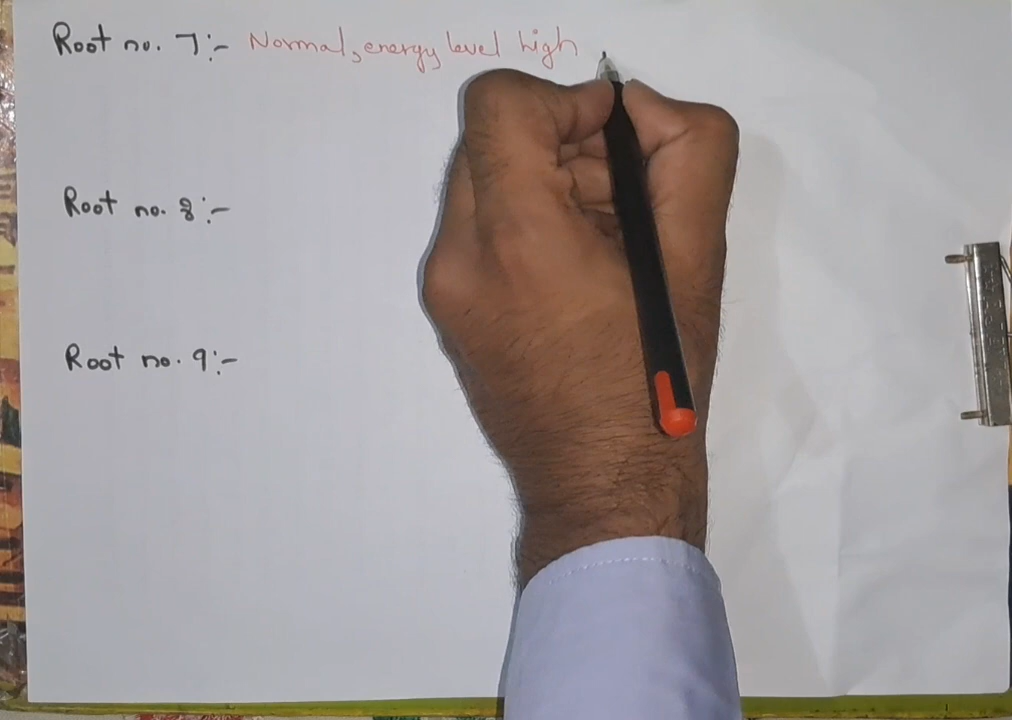 Root no. 7:- Normal, energy level high
Root no. 8:-
Root no. 9:-